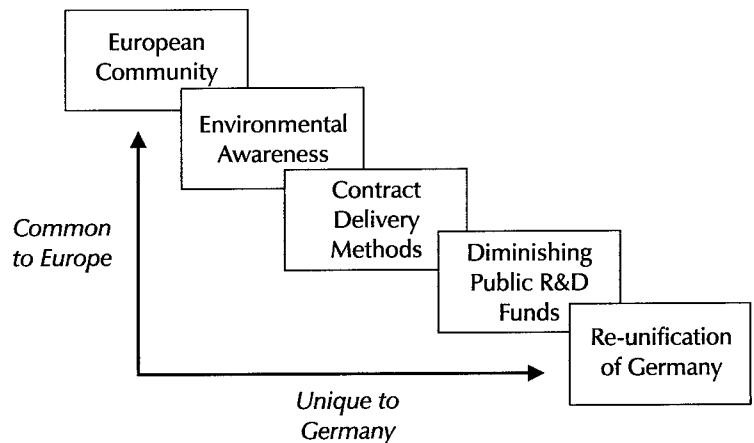 European
Community
Environmental
Awareness
Contract
Delivery
Methods
Common
to Europe
Diminishing
Public R&D
Funds
Re-unification
of Germany
Unique to
Germany